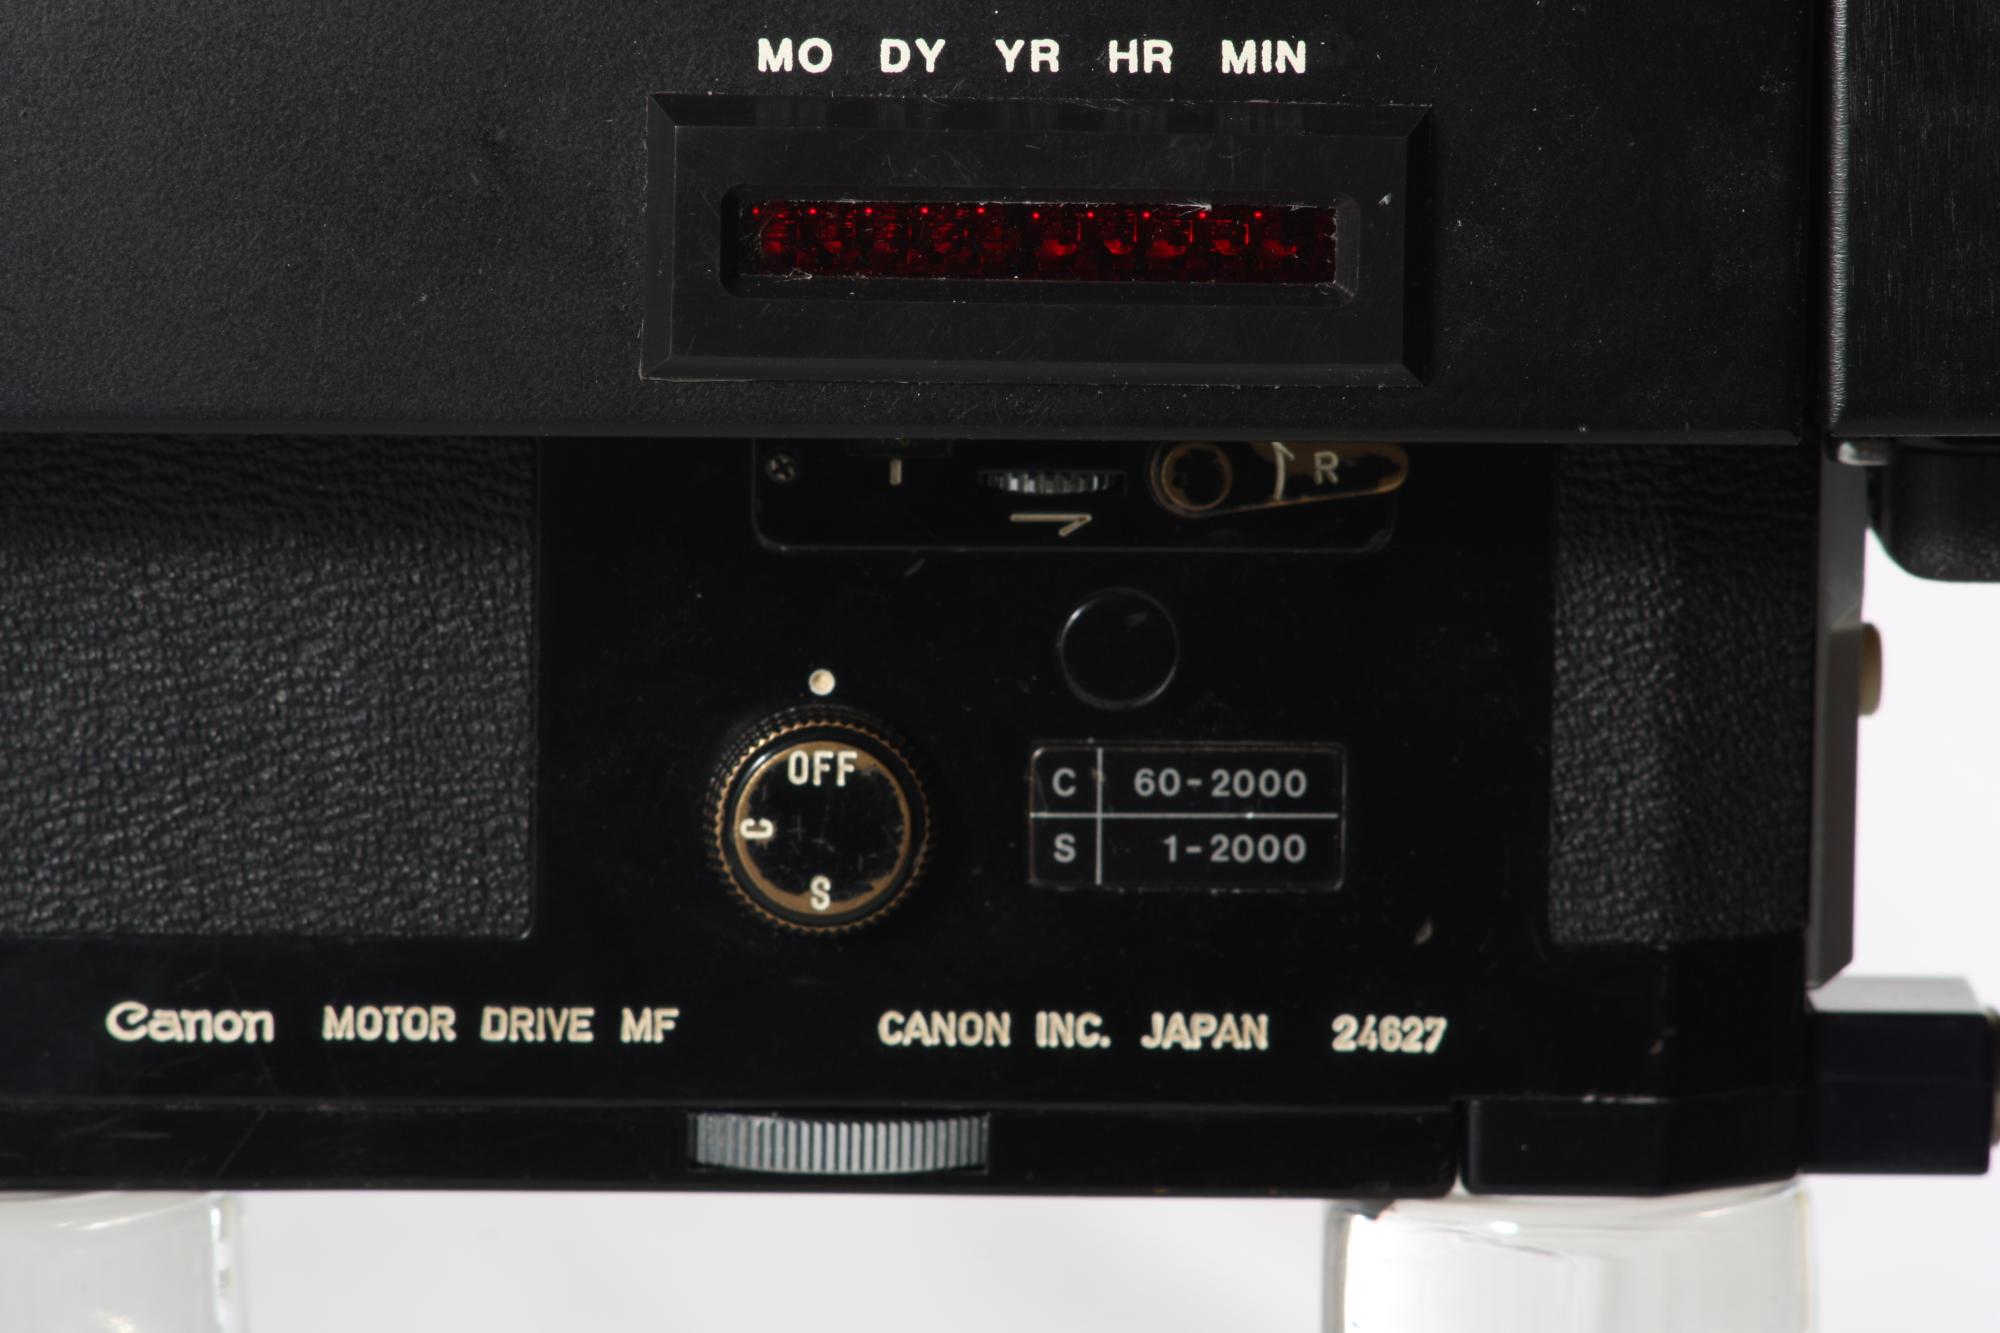 MO DY YR HR MIN
R
OFF
C
S
C 60-2000
S 1-2000
Canon MOTOR DRIVE MF CANON INC. JAPAN 24627